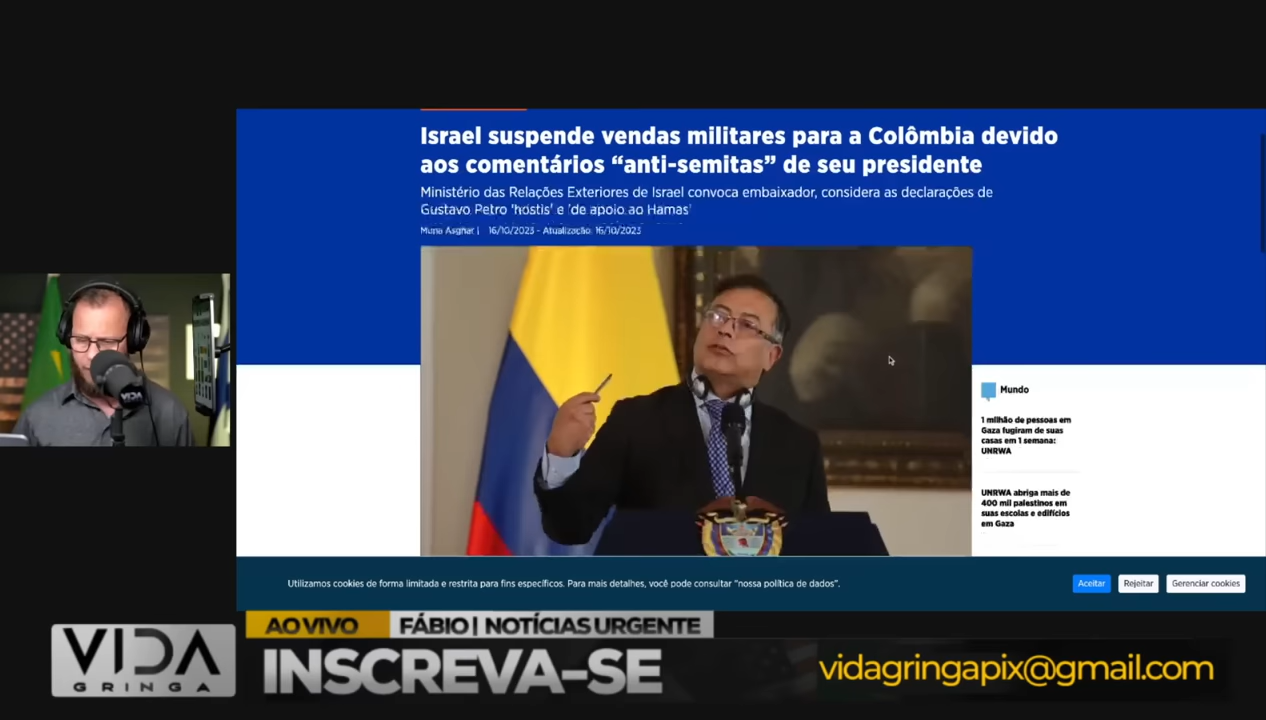 Israel suspende vendas militares para a Colômbia devido
aos comentários “anti-semitas” de seu presidente
Ministério das Relações Exteriores de Israel convoca embaixador, considera as declarações de
Gustavo Petro 'hostis' e 'de apoio ao Hamas'
Muna Asghar | 16/10/2023 - Atualização: 16/10/2023
Mundo
1 milhão de pessoas em
Gaza fugiram de suas
casas em 1 semana:
UNRWA
UNRWA abriga mais de
400 mil palestinos em
suas escolas e edifícios
em Gaza
VIDA
Utilizamos cookies de forma limitada e restrita para fins específicos. Para mais detalhes, você pode consultar "nossa política de dados".
Aceitar Rejeitar Gerenciar cookies
AO VIVO FÁBIO | NOTÍCIAS URGENTE
VIDA
GRINGA
INSCREVA-SE
vidagringapix@gmail.com